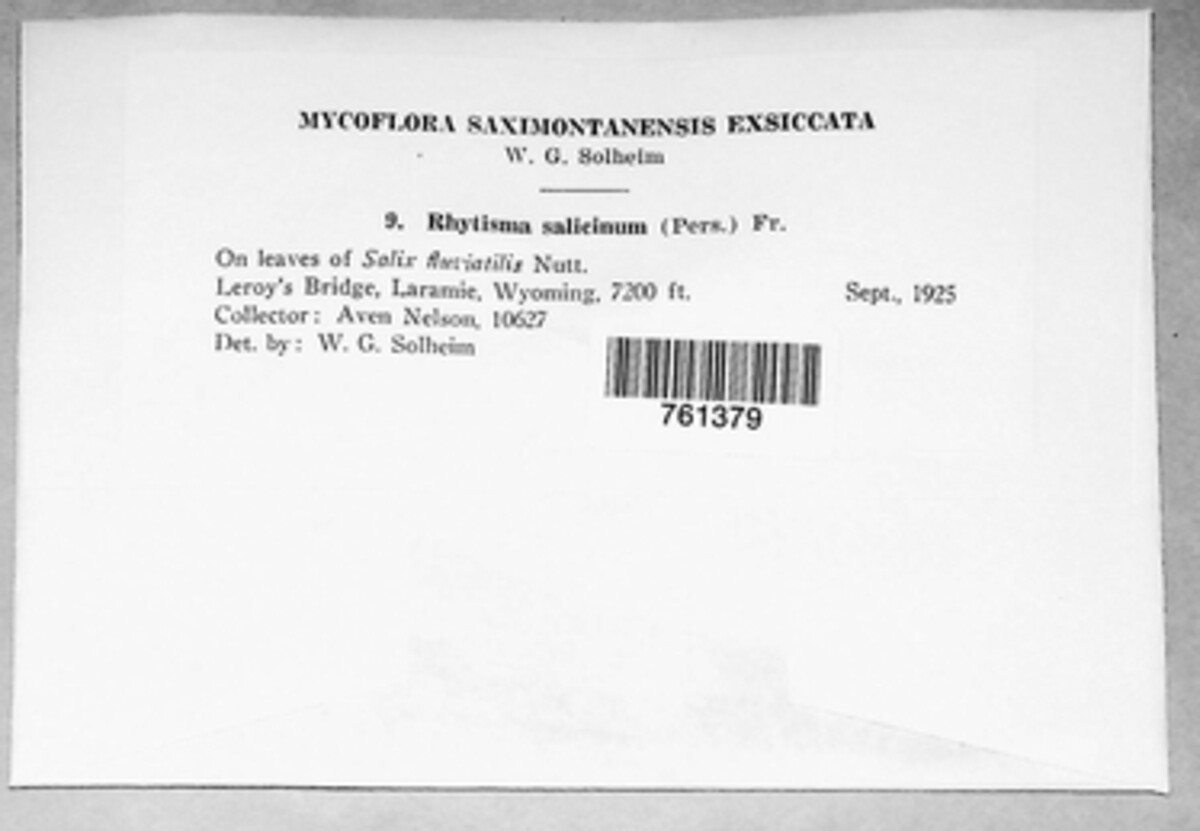 MYCOFLORA SAXIMONTANENSIS EXSICCATA
W. G. Solheim
9. Rhytisma salicinum (Pers.) Fr.
On leaves of Salix fluviatilis Nutt.
Leroy's Bridge, Laramie, Wyoming, 7200 ft. Sept., 1925
Collector: Aven Nelson, 10627
Det. by: W. G. Solheim
761379